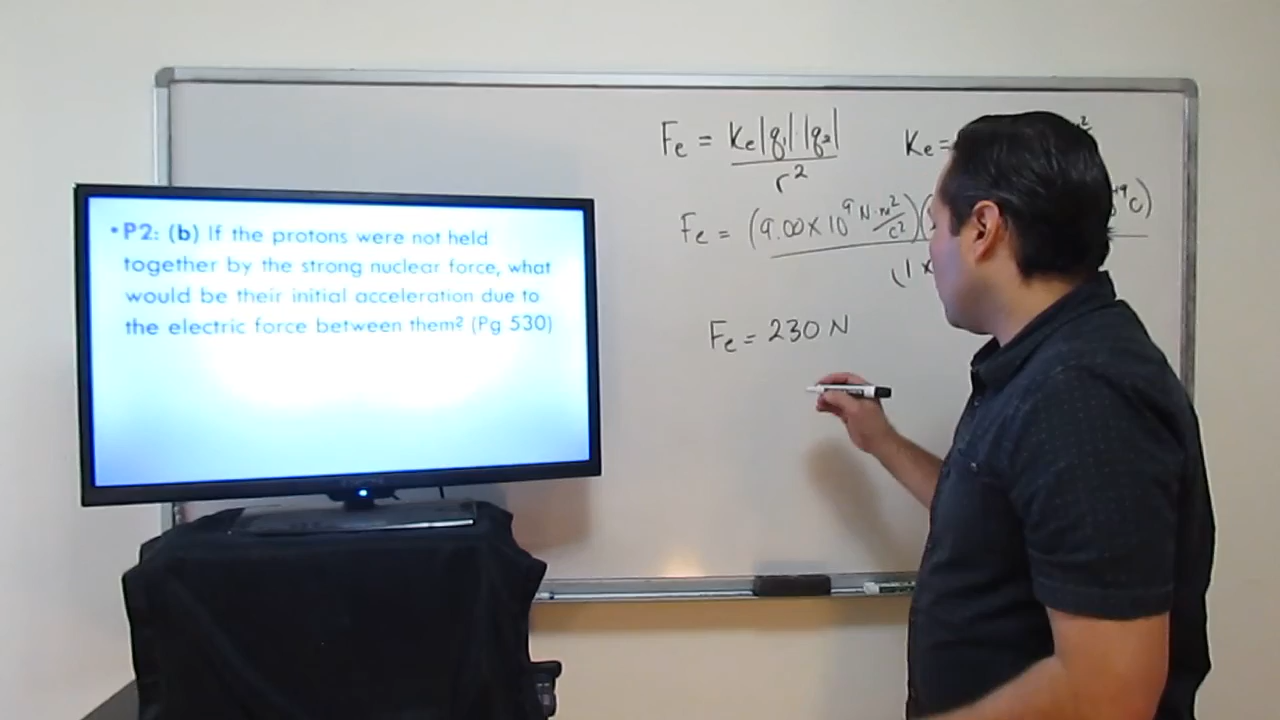 •P2: (b) If the protons were not held
together by the strong nuclear force, what
would be their initial acceleration due to
the electric force between them? (Pg 530)
Fe = Ke|q₁|·|q₂|
r²
Ke=
Fe = (9.00×10⁹ N·m²/c²)(
C)
(1×
Fe = 230 N